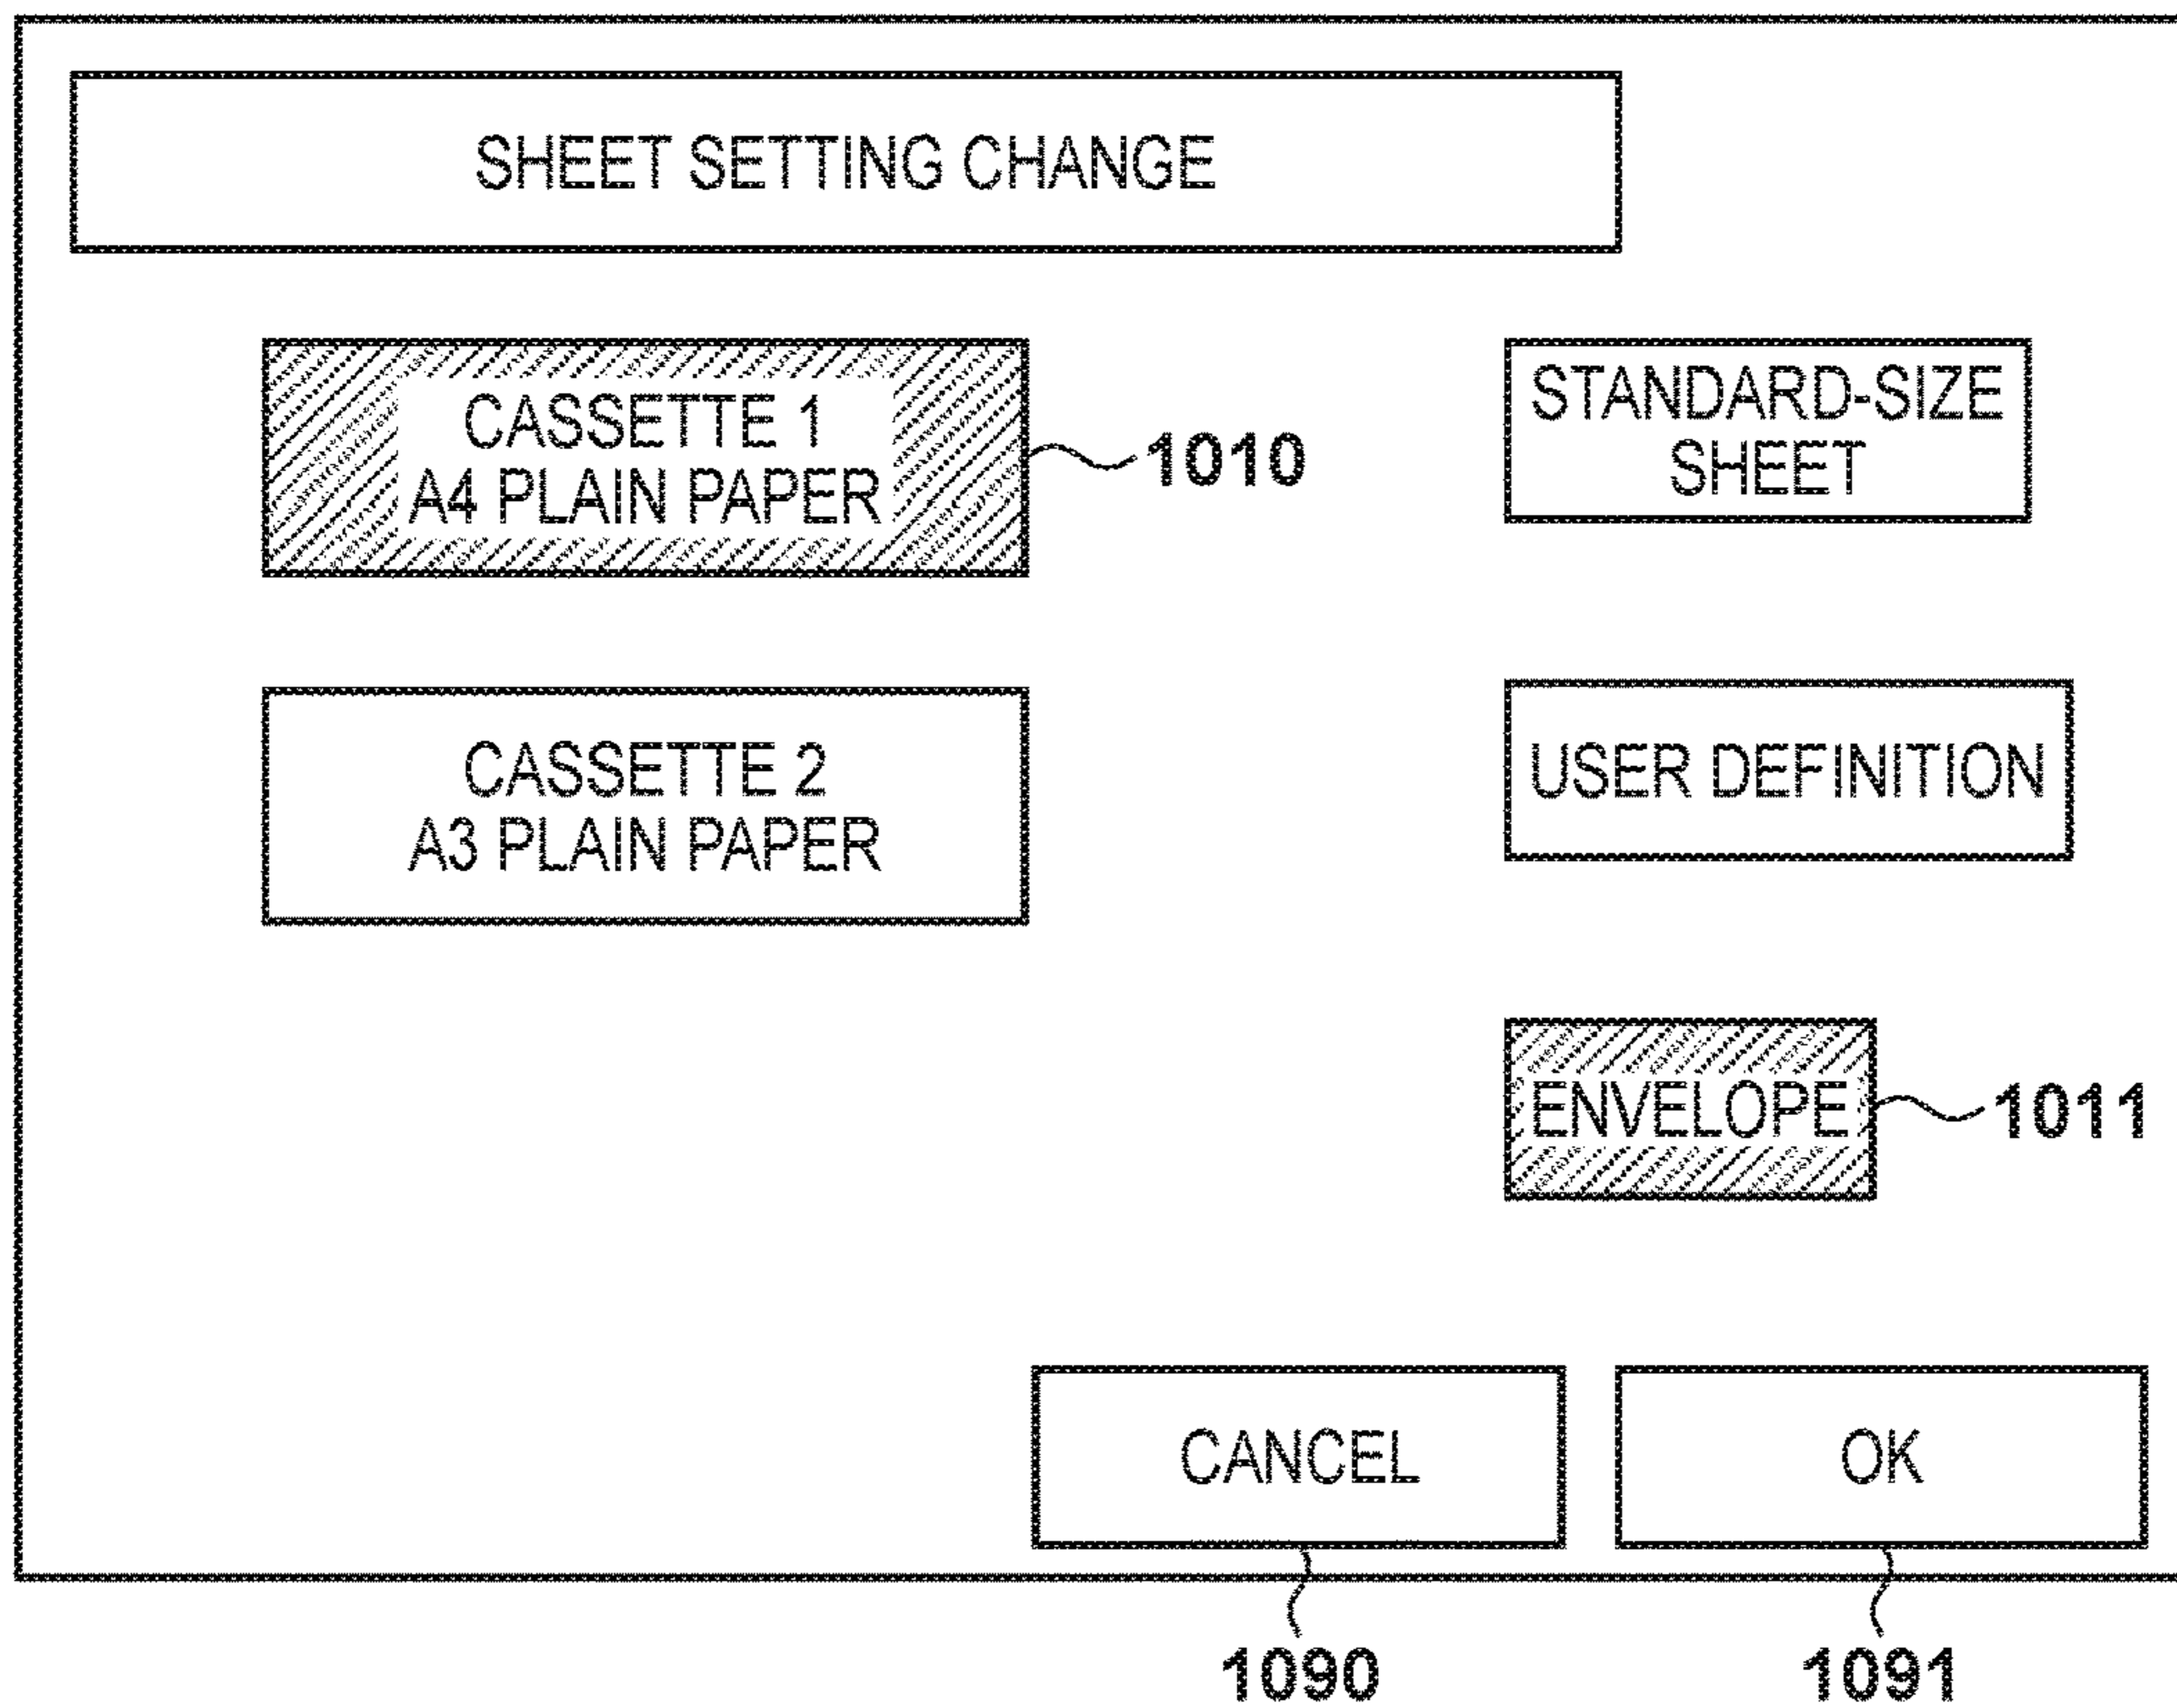 SHEET SETTING CHANGE
CASSETTE 1
A4 PLAIN PAPER
1010
STANDARD-SIZE
SHEET
CASSETTE 2
A3 PLAIN PAPER
USER DEFINITION
ENVELOPE
1011
CANCEL
OK
1090
1091